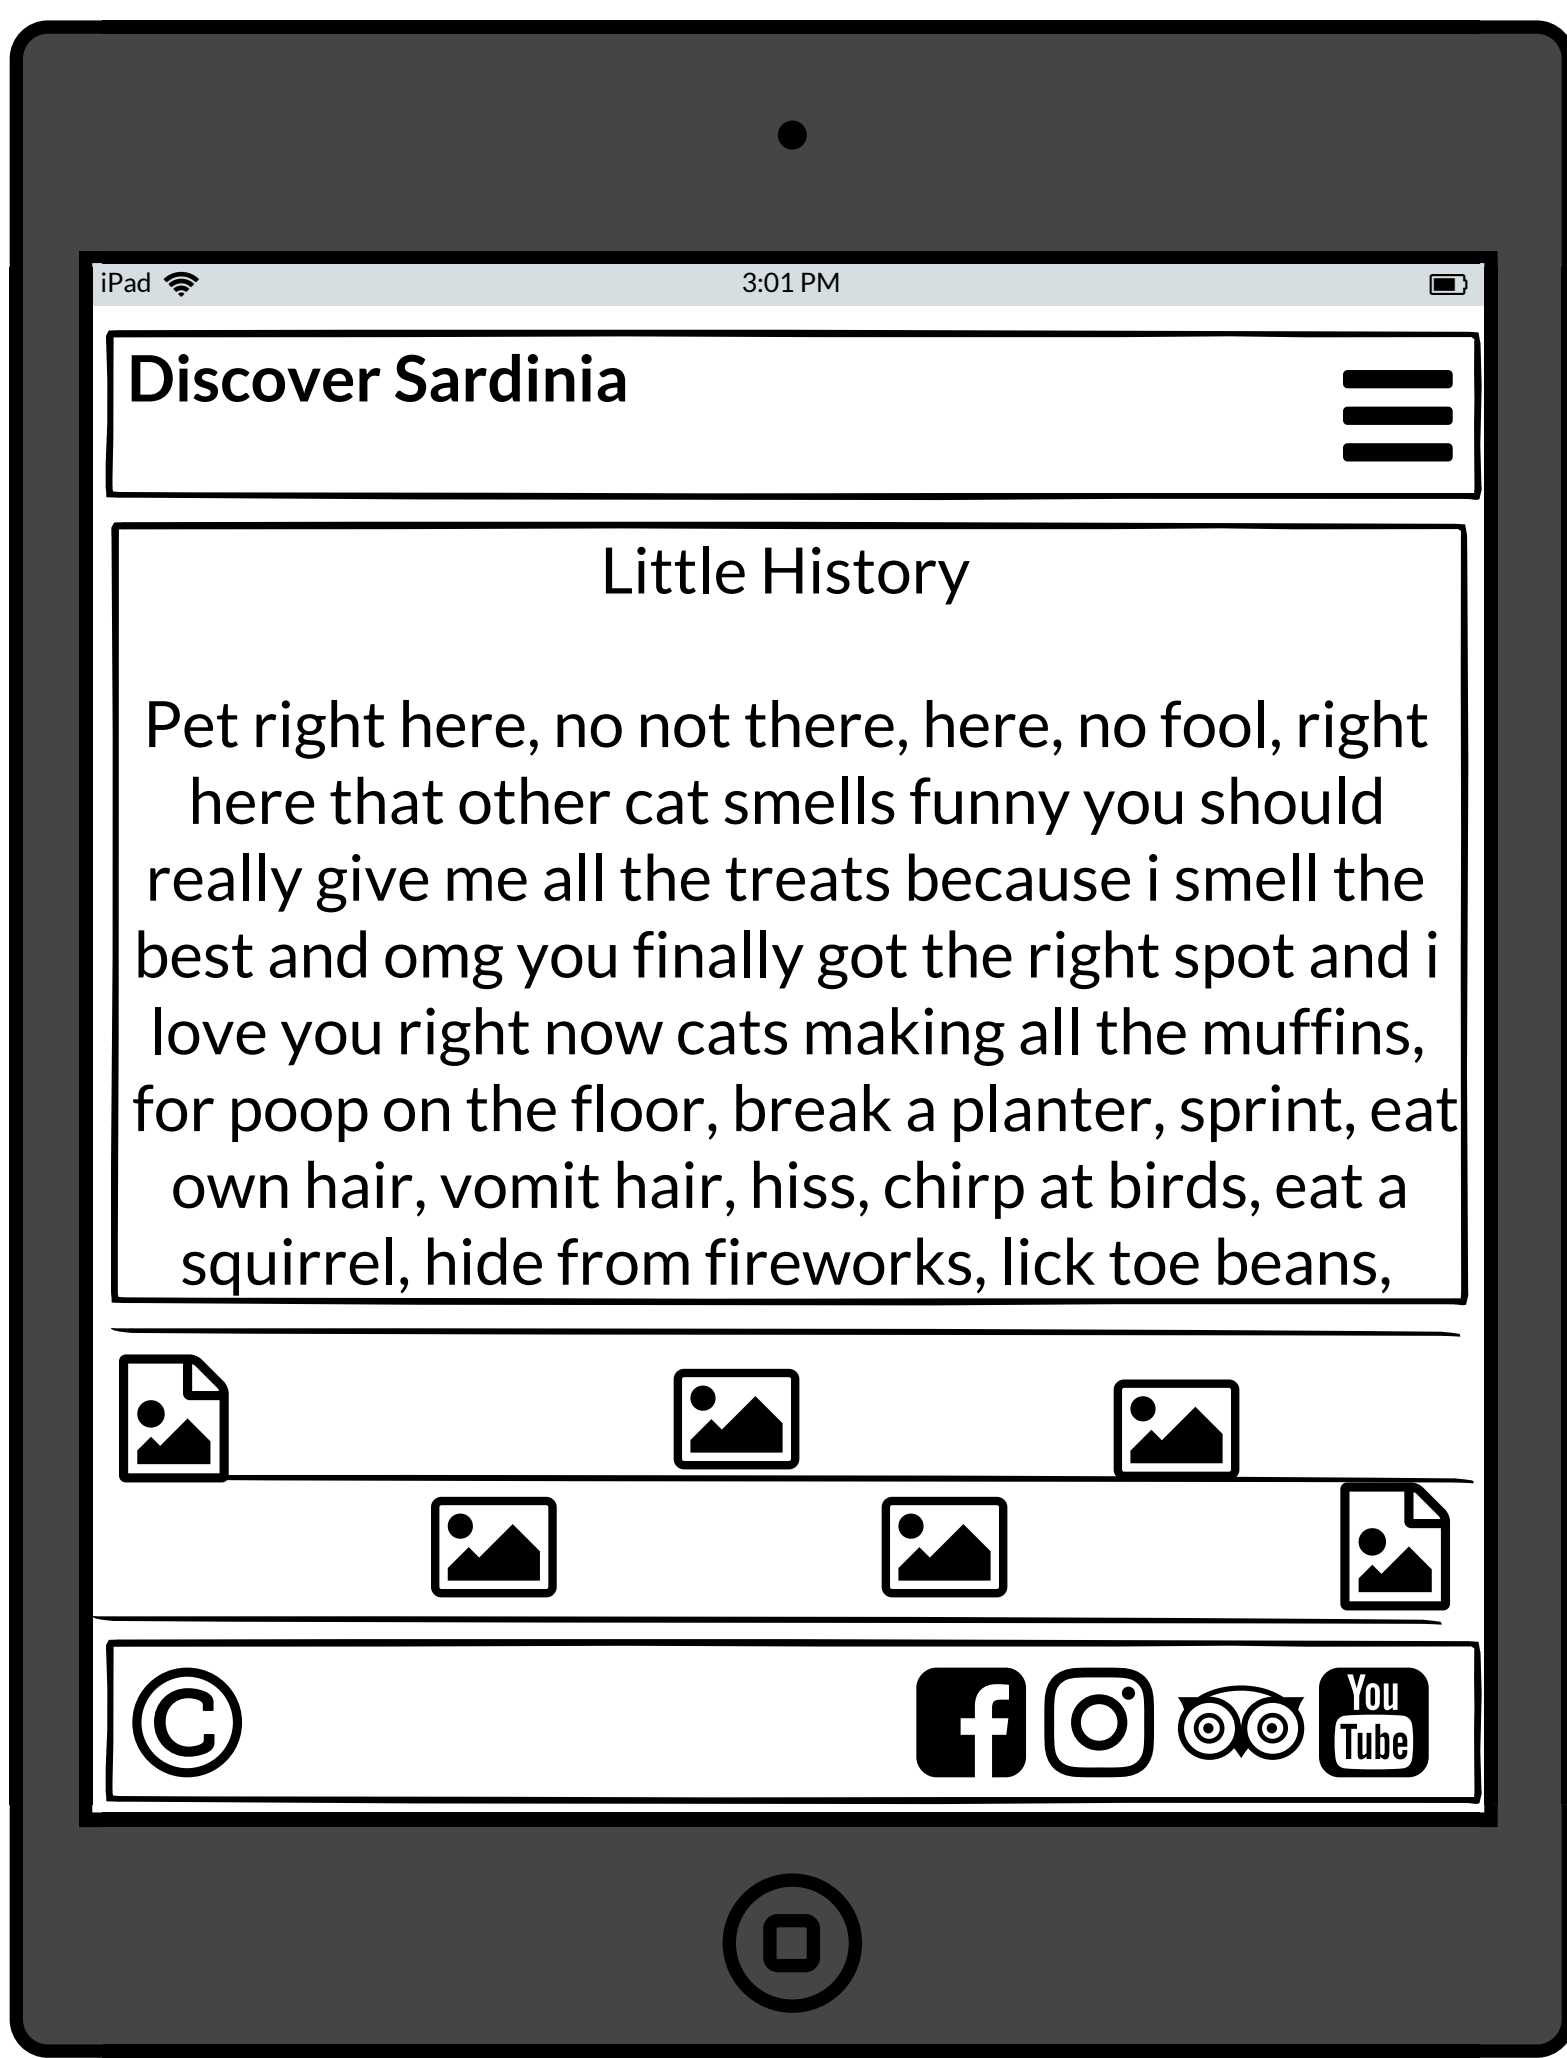 iPad
3:01 PM
Discover Sardinia
Little History
Pet right here, no not there, here, no fool, right
here that other cat smells funny you should
really give me all the treats because i smell the
best and omg you finally got the right spot and i
love you right now cats making all the muffins,
for poop on the floor, break a planter, sprint, eat
own hair, vomit hair, hiss, chirp at birds, eat a
squirrel, hide from fireworks, lick toe beans,
©
You
Tube